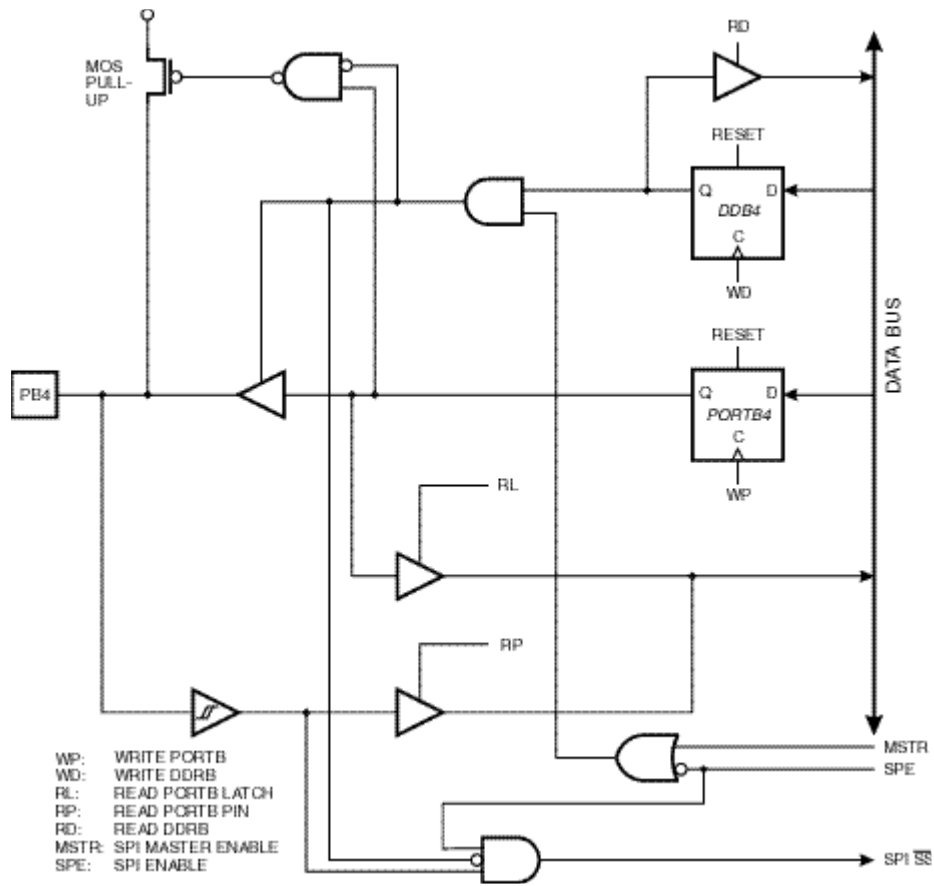 RD
MOS
PULL-
UP
RESET
Q D
DDB4
C
WD
DATA BUS
RESET
PB4
Q D
PORTB4
C
WP
RL
RP
MSTR
SPE
WP: WRITE PORTB
WD: WRITE DDRB
RL: READ PORTB LATCH
RP: READ PORTB PIN
RD: READ DDRB
MSTR: SPI MASTER ENABLE
SPE: SPI ENABLE
SPI S̅S̅